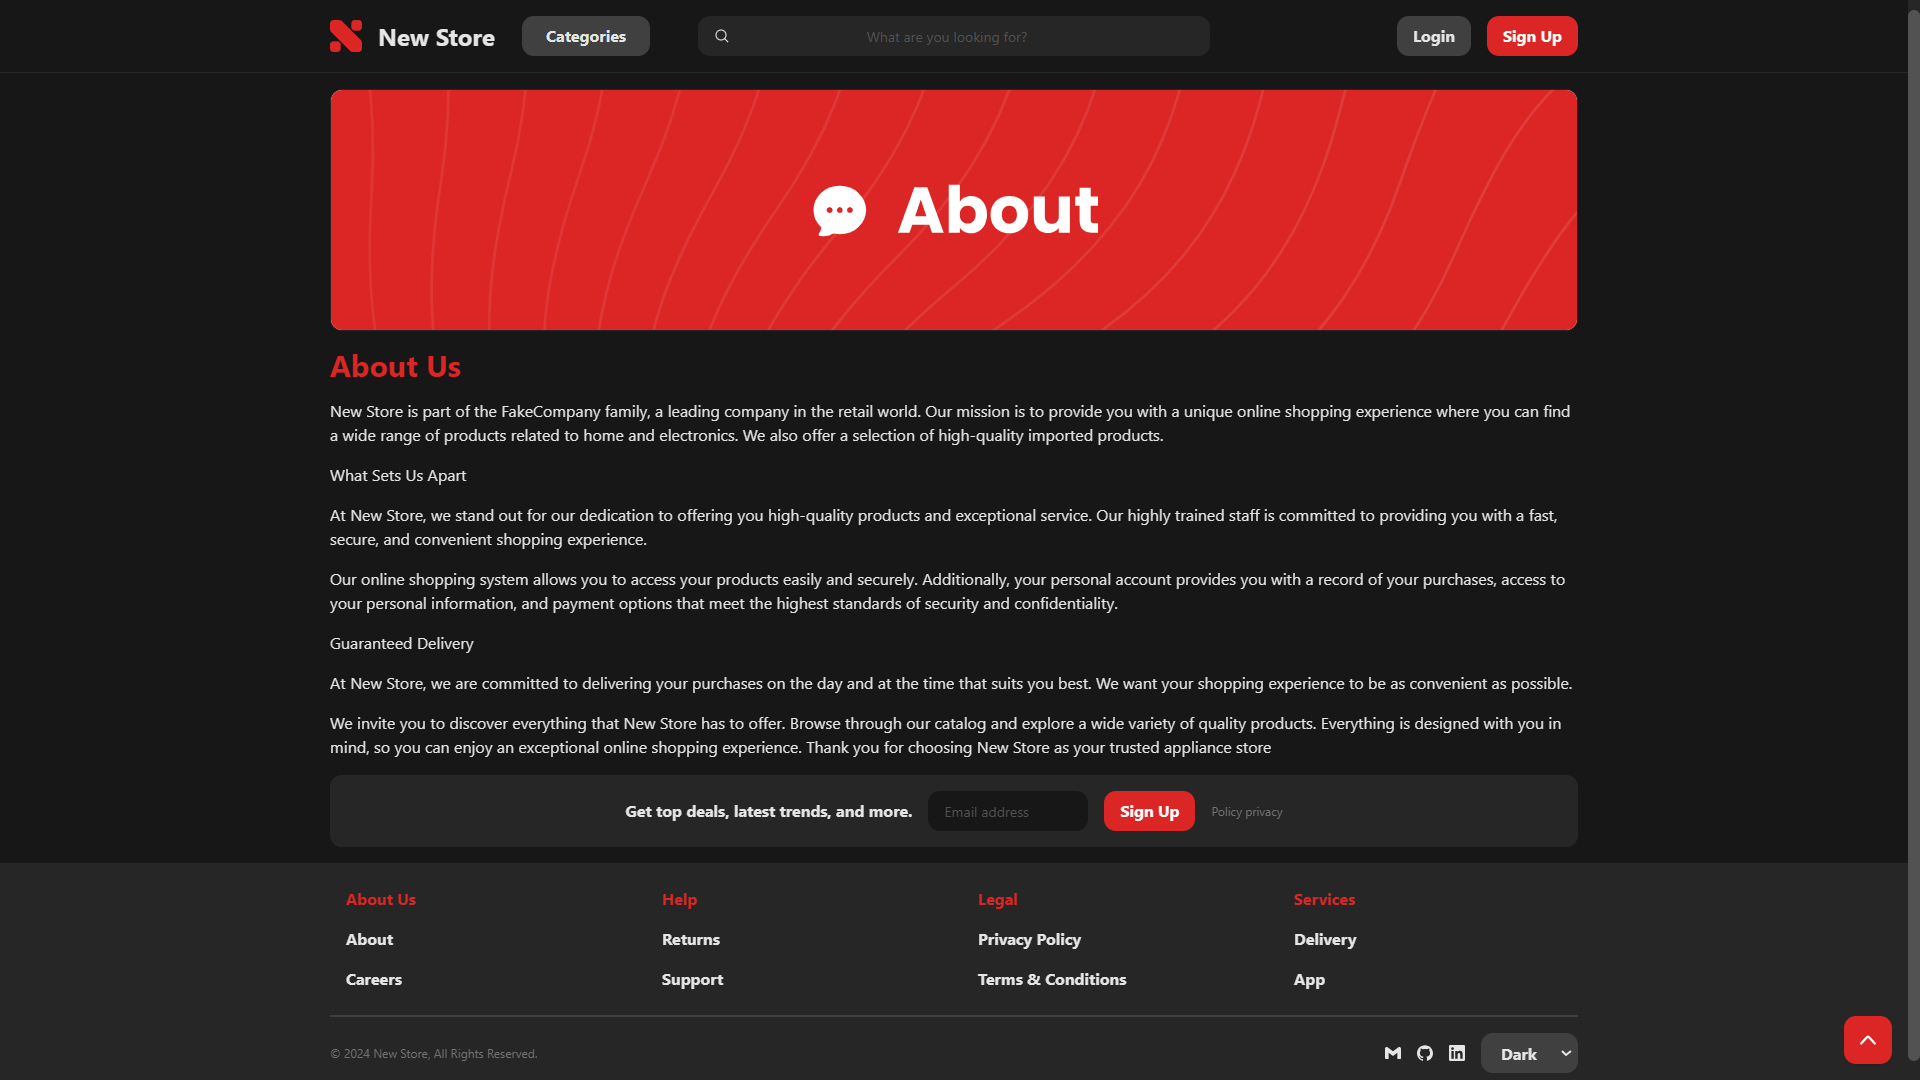 New Store
Categories
What are you looking for?
Login
Sign Up
About
About Us
New Store is part of the FakeCompany family, a leading company in the retail world. Our mission is to provide you with a unique online shopping experience where you can find
a wide range of products related to home and electronics. We also offer a selection of high-quality imported products.
What Sets Us Apart
At New Store, we stand out for our dedication to offering you high-quality products and exceptional service. Our highly trained staff is committed to providing you with a fast,
secure, and convenient shopping experience.
Our online shopping system allows you to access your products easily and securely. Additionally, your personal account provides you with a record of your purchases, access to
your personal information, and payment options that meet the highest standards of security and confidentiality.
Guaranteed Delivery
At New Store, we are committed to delivering your purchases on the day and at the time that suits you best. We want your shopping experience to be as convenient as possible.
We invite you to discover everything that New Store has to offer. Browse through our catalog and explore a wide variety of quality products. Everything is designed with you in
mind, so you can enjoy an exceptional online shopping experience. Thank you for choosing New Store as your trusted appliance store
Get top deals, latest trends, and more.
Email address
Sign Up
Policy privacy
About Us
About
Careers
Help
Returns
Support
Legal
Privacy Policy
Terms & Conditions
Services
Delivery
App
© 2024 New Store, All Rights Reserved.
Dark